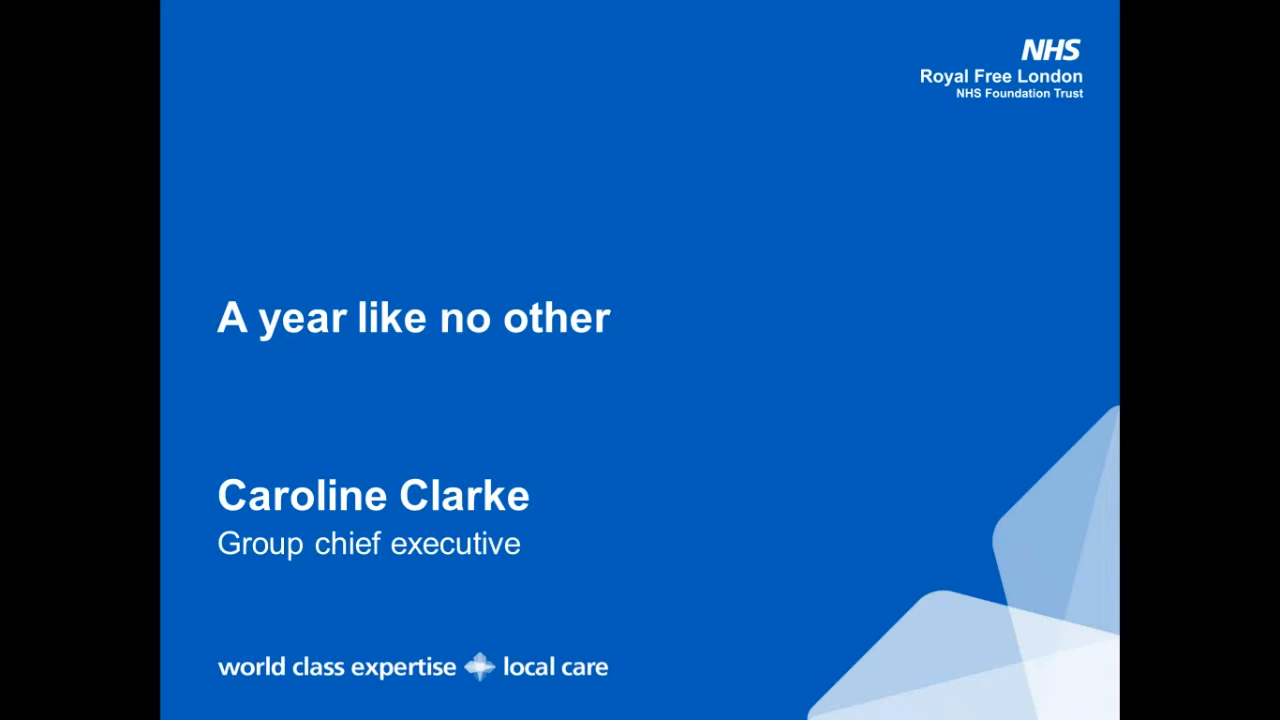 NHS
Royal Free London
NHS Foundation Trust
A year like no other
Caroline Clarke
Group chief executive
world class expertise local care